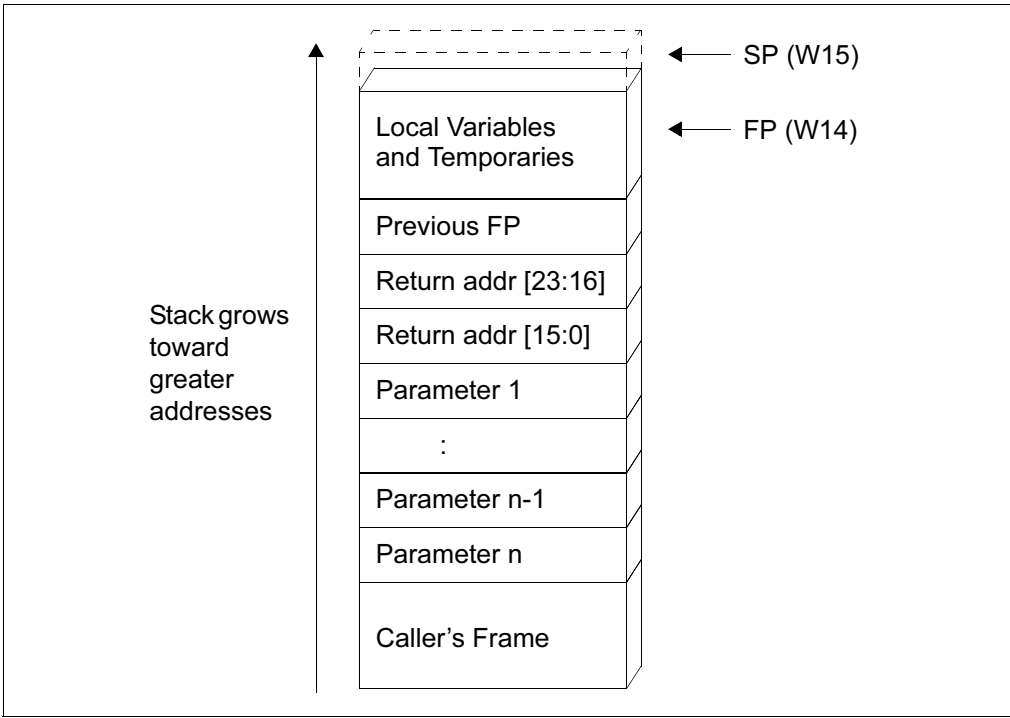 SP (W15)
Local Variables
and Temporaries
FP (W14)
Previous FP
Return addr [23:16]
Return addr [15:0]
Stack grows
toward
greater
addresses
Parameter 1
:
Parameter n-1
Parameter n
Caller's Frame